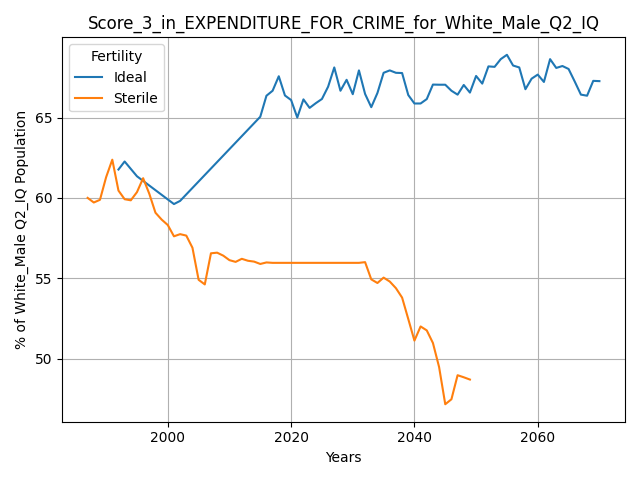 Score_3_in_EXPENDITURE_FOR_CRIME_for_White_Male_Q2_IQ
Fertility
Ideal
Sterile
% of White_Male Q2_IQ Population
65
60
55
50
2000
2020
2040
2060
Years